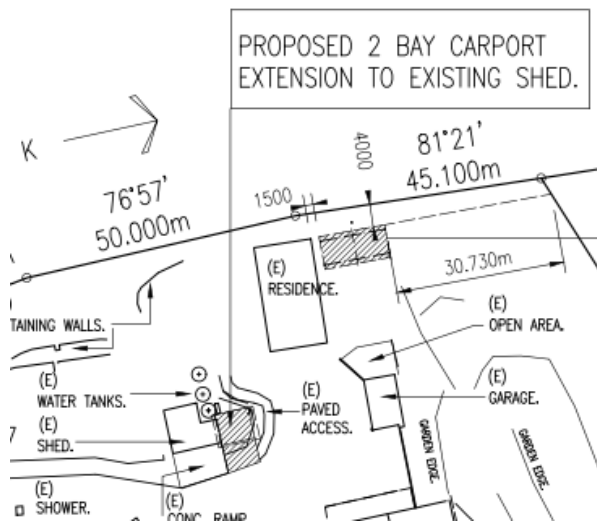 PROPOSED 2 BAY CARPORT
EXTENSION TO EXISTING SHED.
K
76°57'
50.000m
1500
4000
81°21'
45.100m
30.730m
(E)
RESIDENCE.
TAINING WALLS.
(E)
OPEN AREA.
(E)
WATER TANKS.
(E)
PAVED
ACCESS.
(E)
GARAGE.
(E)
SHED.
GARDEN EDGE.
GARDEN EDGE.
7
(E)
SHOWER.
(E)
CONC. RAMP